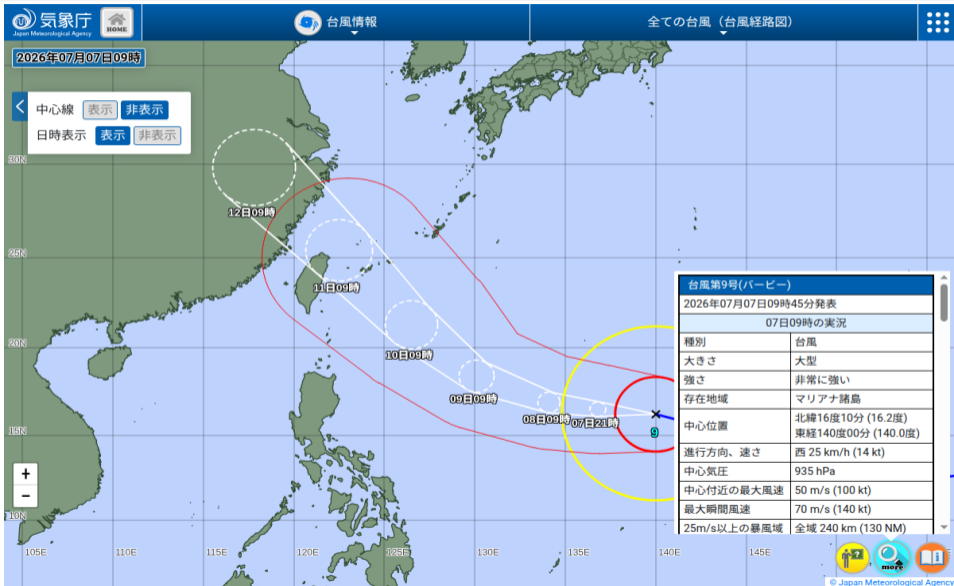 気象庁
Japan Meteorological Agency
HOME
台風情報
全ての台風（台風経路図）
2026年07月07日09時
中心線 表示 非表示
日時表示 表示 非表示
30N
25N
20N
15N
10N
12日09時
11日09時
10日09時
09日09時
08日09時
07日21時
9
台風第9号(バービー)
2026年07月07日09時45分発表
07日09時の実況
種別 台風
大きさ 大型
強さ 非常に強い
存在地域 マリアナ諸島
中心位置 北緯16度10分 (16.2度)
東経140度00分 (140.0度)
進行方向、速さ 西 25 km/h (14 kt)
中心気圧 935 hPa
中心付近の最大風速 50 m/s (100 kt)
最大瞬間風速 70 m/s (140 kt)
25m/s以上の暴風域 全域 240 km (130 NM)
+
−
105E 110E 115E 120E 125E 130E 135E 140E 145E
more
© Japan Meteorological Agency